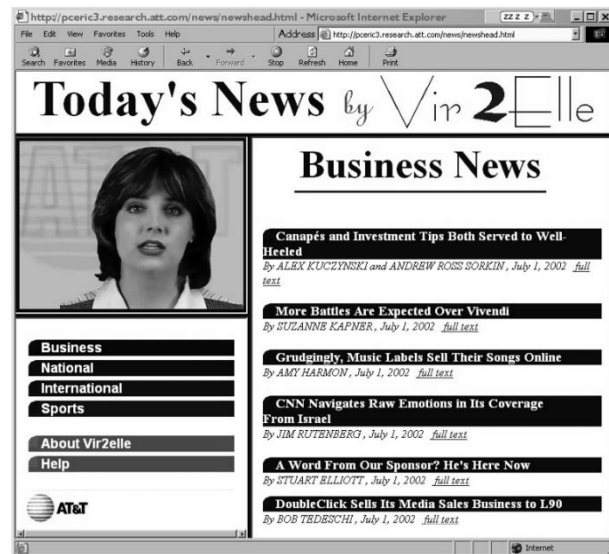 http://pceric3.research.att.com/news/newshead.html - Microsoft Internet Explorer
zz z z
File Edit View Favorites Tools Help
Address http://pceric3.research.att.com/news/newshead.html
Search Favorites Media History Back Forward Stop Refresh Home Print
Today's News by Vir2Elle
AT&T
Business News
Canapés and Investment Tips Both Served to Well-
Heeled
By ALEX KUCZYNSKI and ANDREW ROSS SORKIN , July 1, 2002 full
text
More Battles Are Expected Over Vivendi
By SUZANNE KAPNER , July 1, 2002 full text
Grudgingly, Music Labels Sell Their Songs Online
By AMY HARMON , July 1, 2002 full text
CNN Navigates Raw Emotions in Its Coverage
From Israel
By JIM RUTENBERG , July 1, 2002 full text
A Word From Our Sponsor? He's Here Now
By STUART ELLIOTT , July 1, 2002 full text
DoubleClick Sells Its Media Sales Business to L90
By BOB TEDESCHI , July 1, 2002 full text
Business
National
International
Sports
About Vir2elle
Help
AT&T
Internet